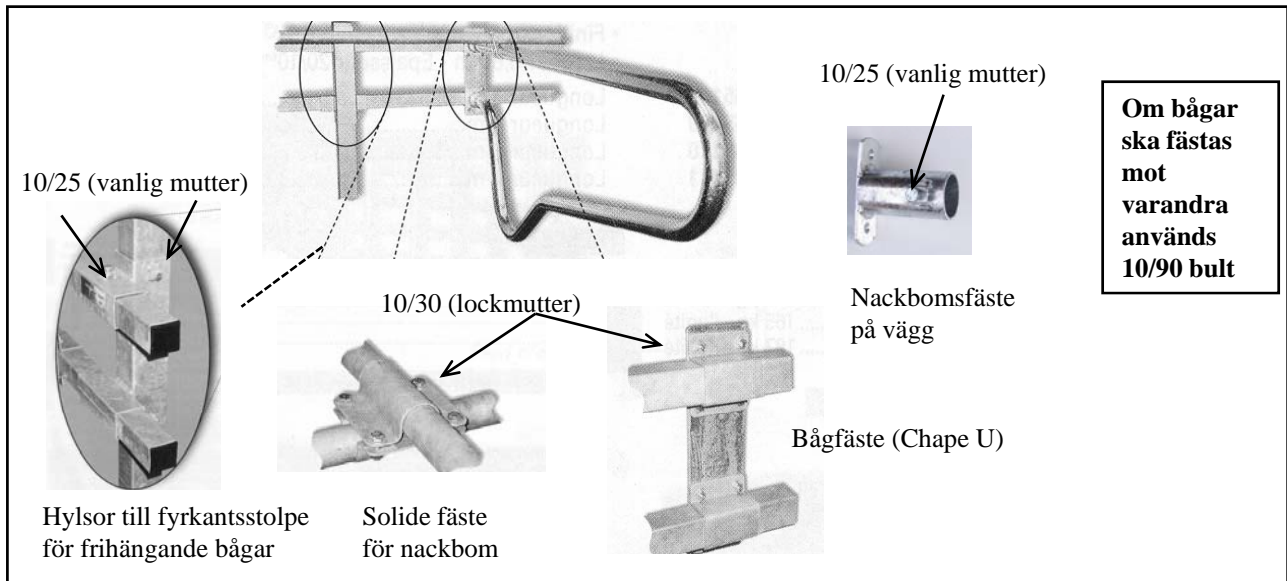 10/25 (vanlig mutter)
Om bågar
ska fästas
mot
varandra
används
10/90 bult
10/25 (vanlig mutter)
10/30 (lockmutter)
Nackbomsfäste
på vägg
Bågfäste (Chape U)
Hylsor till fyrkantsstolpe
för frihängande bågar
Solide fäste
för nackbom